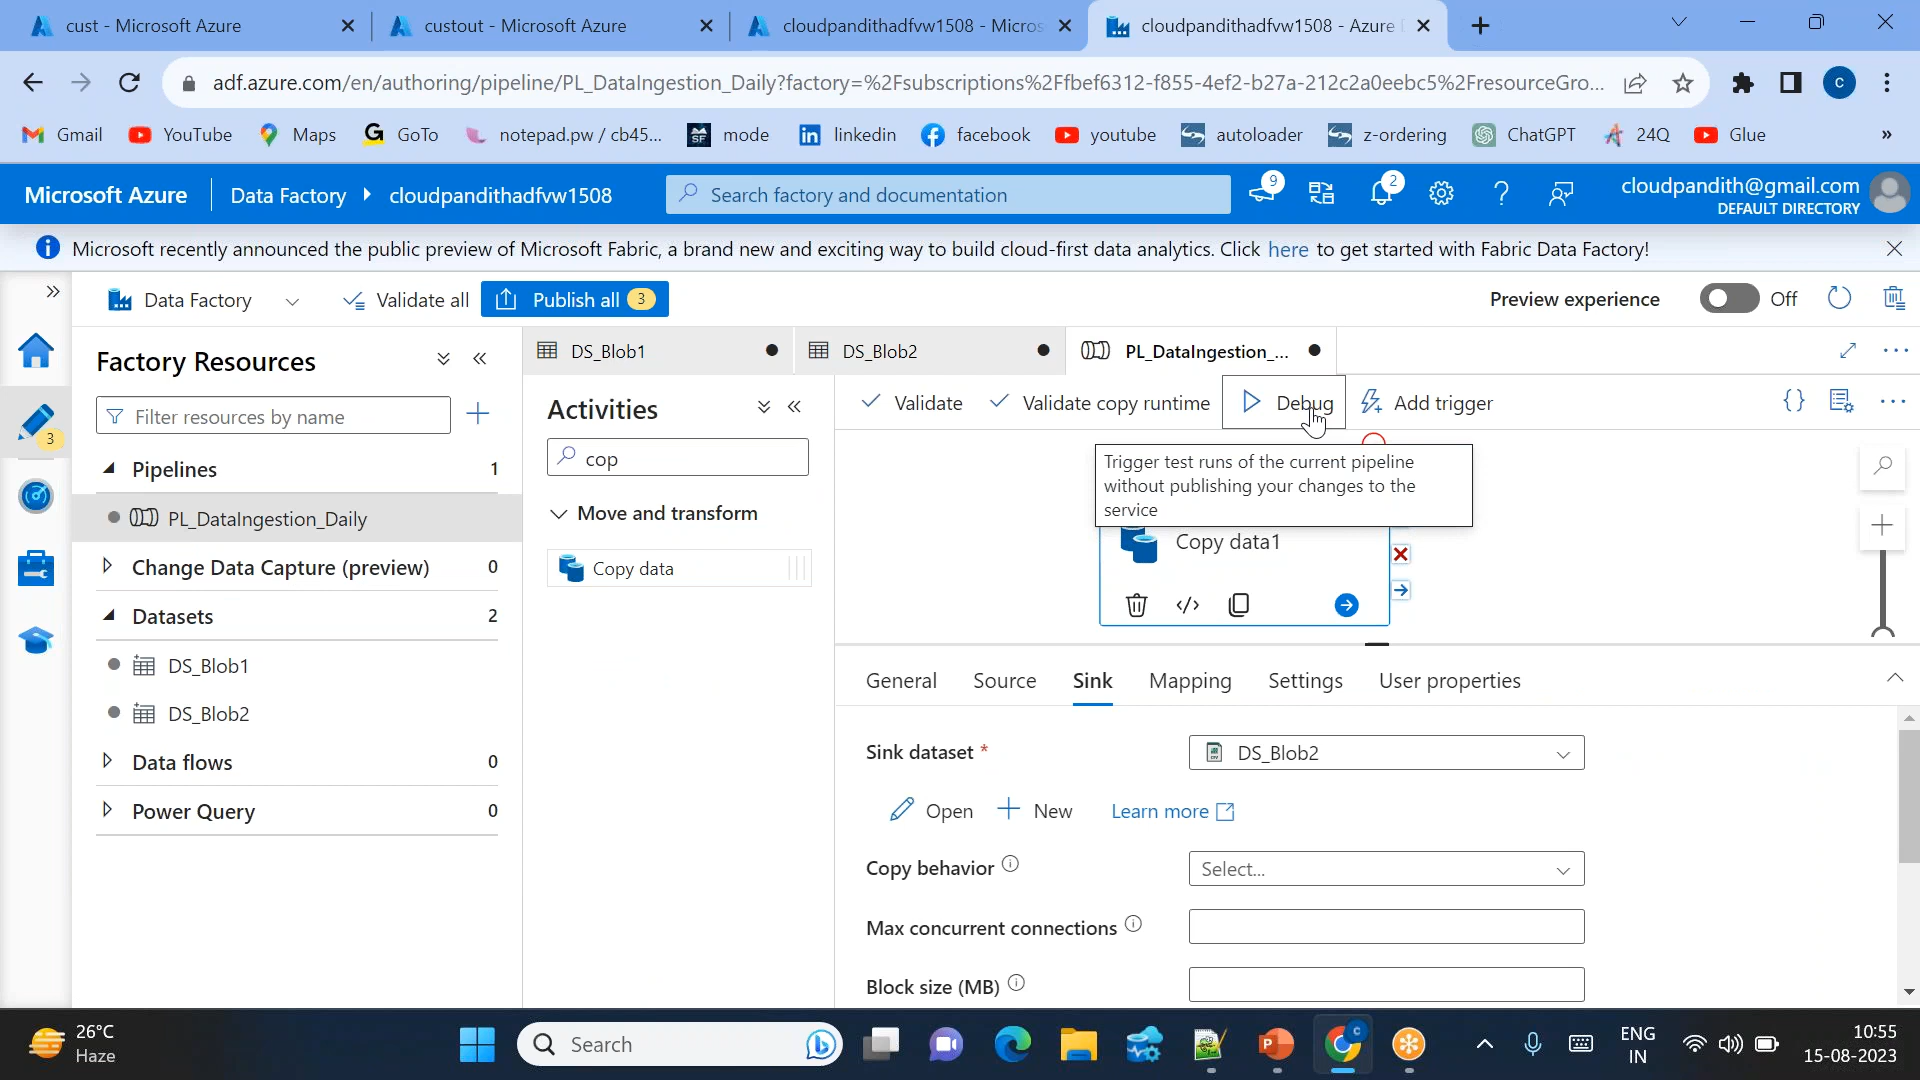 cust - Microsoft Azure
custout - Microsoft Azure
cloudpandithadfvw1508 - Micros
cloudpandithadfvw1508 - Azure
adf.azure.com/en/authoring/pipeline/PL_DataIngestion_Daily?factory=%2Fsubscriptions%2Ffbef6312-f855-4ef2-b27a-212c2a0eebc5%2FresourceGro...
c
Gmail
YouTube
Maps
GoTo
notepad.pw / cb45...
mode
linkedin
facebook
youtube
autoloader
z-ordering
ChatGPT
24Q
Glue
»
Microsoft Azure
Data Factory
cloudpandithadfvw1508
Search factory and documentation
9
2
cloudpandith@gmail.com
DEFAULT DIRECTORY
Microsoft recently announced the public preview of Microsoft Fabric, a brand new and exciting way to build cloud-first data analytics. Click here to get started with Fabric Data Factory!
Data Factory
Validate all
Publish all 3
Preview experience
Off
3
Factory Resources
Filter resources by name
Pipelines 1
PL_DataIngestion_Daily
Change Data Capture (preview) 0
Datasets 2
DS_Blob1
DS_Blob2
Data flows 0
Power Query 0
DS_Blob1
DS_Blob2
PL_DataIngestion_...
Activities
cop
Move and transform
Copy data
Validate
Validate copy runtime
Debug
Add trigger
Trigger test runs of the current pipeline
without publishing your changes to the
service
Copy data1
General
Source
Sink
Mapping
Settings
User properties
Sink dataset *
DS_Blob2
Open
New
Learn more
Copy behavior
Select...
Max concurrent connections
Block size (MB)
26°C
Haze
Search
ENG
IN
10:55
15-08-2023